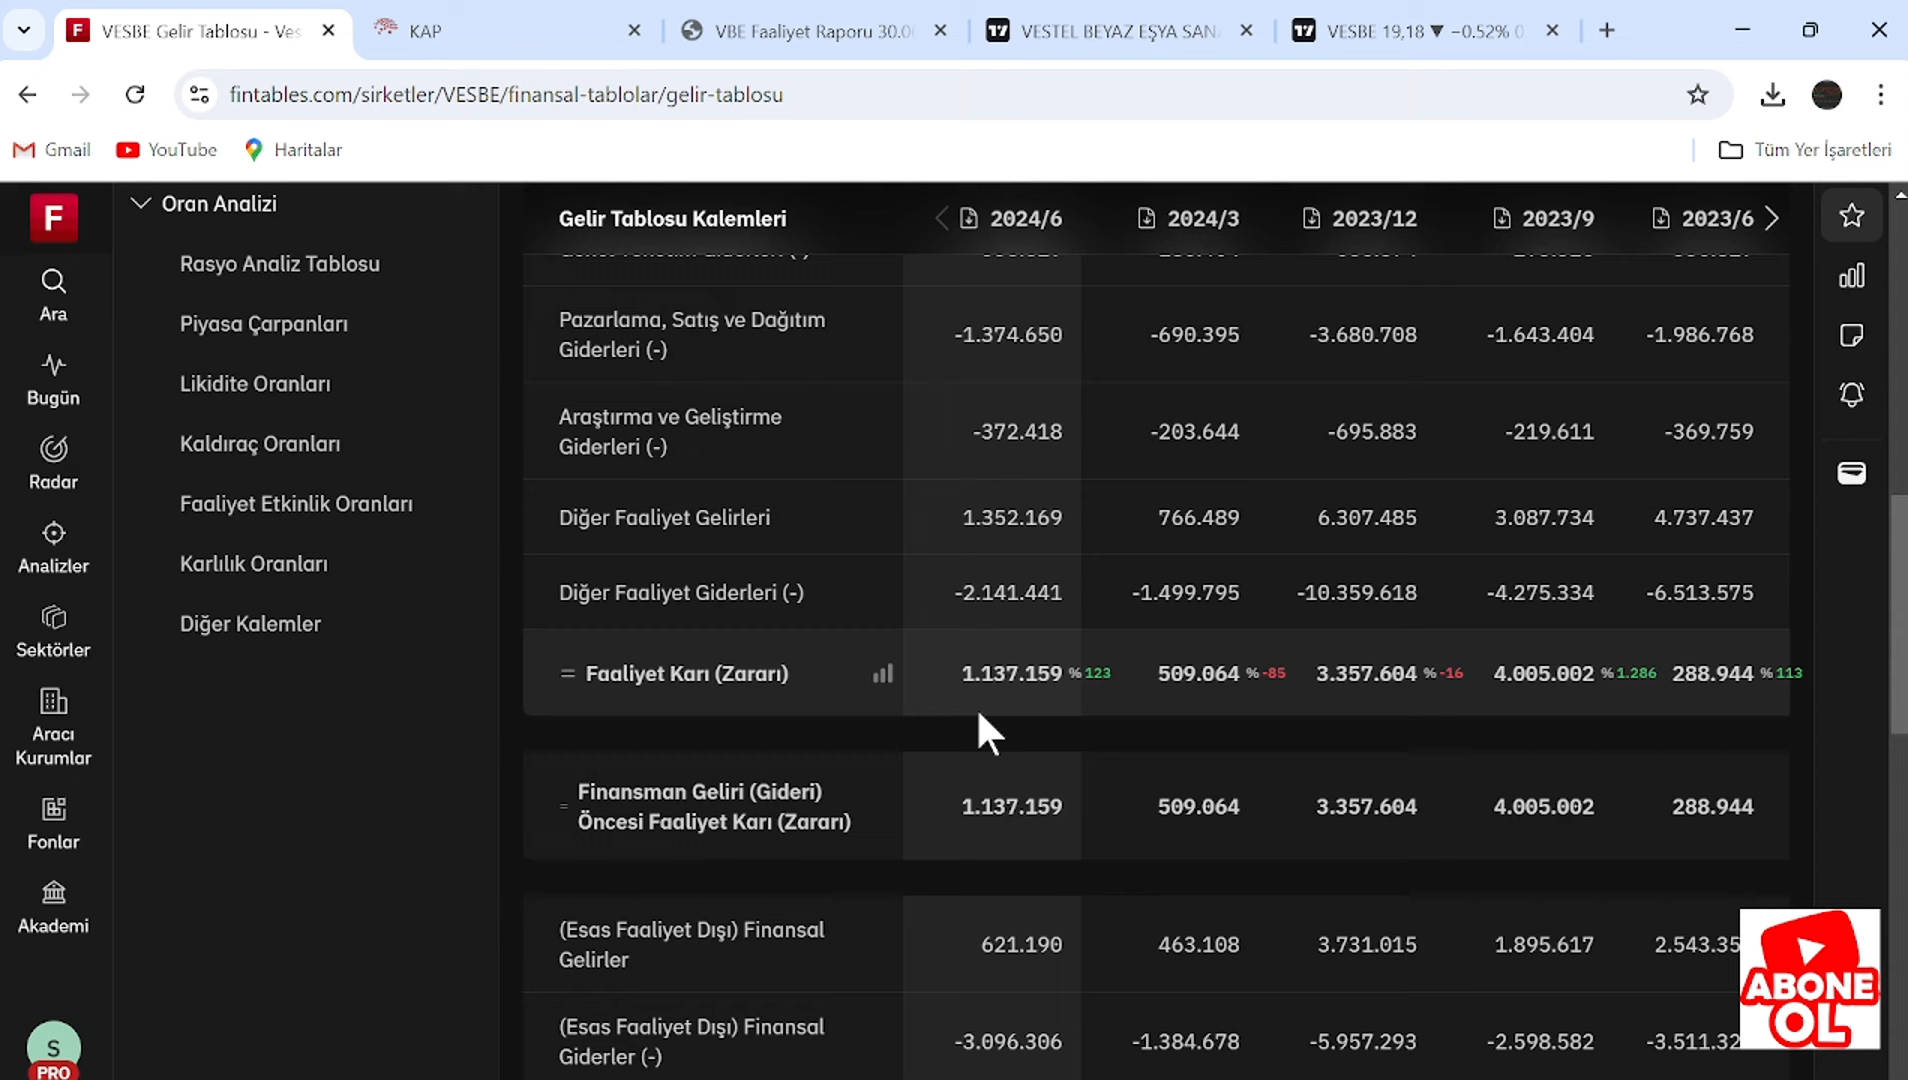 VESBE Gelir Tablosu - Ves
KAP
VBE Faaliyet Raporu 30.0
VESTEL BEYAZ EŞYA SAN
VESBE 19,18 ▼ −0.52%
fintables.com/sirketler/VESBE/finansal-tablolar/gelir-tablosu
Gmail
YouTube
Haritalar
Tüm Yer İşaretleri
F
Ara
Bugün
Radar
Analizler
Sektörler
Aracı
Kurumlar
Fonlar
Akademi
S
PRO
Oran Analizi
Rasyo Analiz Tablosu
Piyasa Çarpanları
Likidite Oranları
Kaldıraç Oranları
Faaliyet Etkinlik Oranları
Karlılık Oranları
Diğer Kalemler
Gelir Tablosu Kalemleri 2024/6 2024/3 2023/12 2023/9 2023/6
Pazarlama, Satış ve Dağıtım
Giderleri (-)
-1.374.650 -690.395 -3.680.708 -1.643.404 -1.986.768
Araştırma ve Geliştirme
Giderleri (-)
-372.418 -203.644 -695.883 -219.611 -369.759
Diğer Faaliyet Gelirleri 1.352.169 766.489 6.307.485 3.087.734 4.737.437
Diğer Faaliyet Giderleri (-) -2.141.441 -1.499.795 -10.359.618 -4.275.334 -6.513.575
= Faaliyet Karı (Zararı) 1.137.159 %123 509.064 %-85 3.357.604 %-16 4.005.002 %1.286 288.944 %113
= Finansman Geliri (Gideri)
Öncesi Faaliyet Karı (Zararı)
1.137.159 509.064 3.357.604 4.005.002 288.944
(Esas Faaliyet Dışı) Finansal
Gelirler
621.190 463.108 3.731.015 1.895.617 2.543.35
(Esas Faaliyet Dışı) Finansal
Giderler (-)
-3.096.306 -1.384.678 -5.957.293 -2.598.582 -3.511.32
ABONE
OL